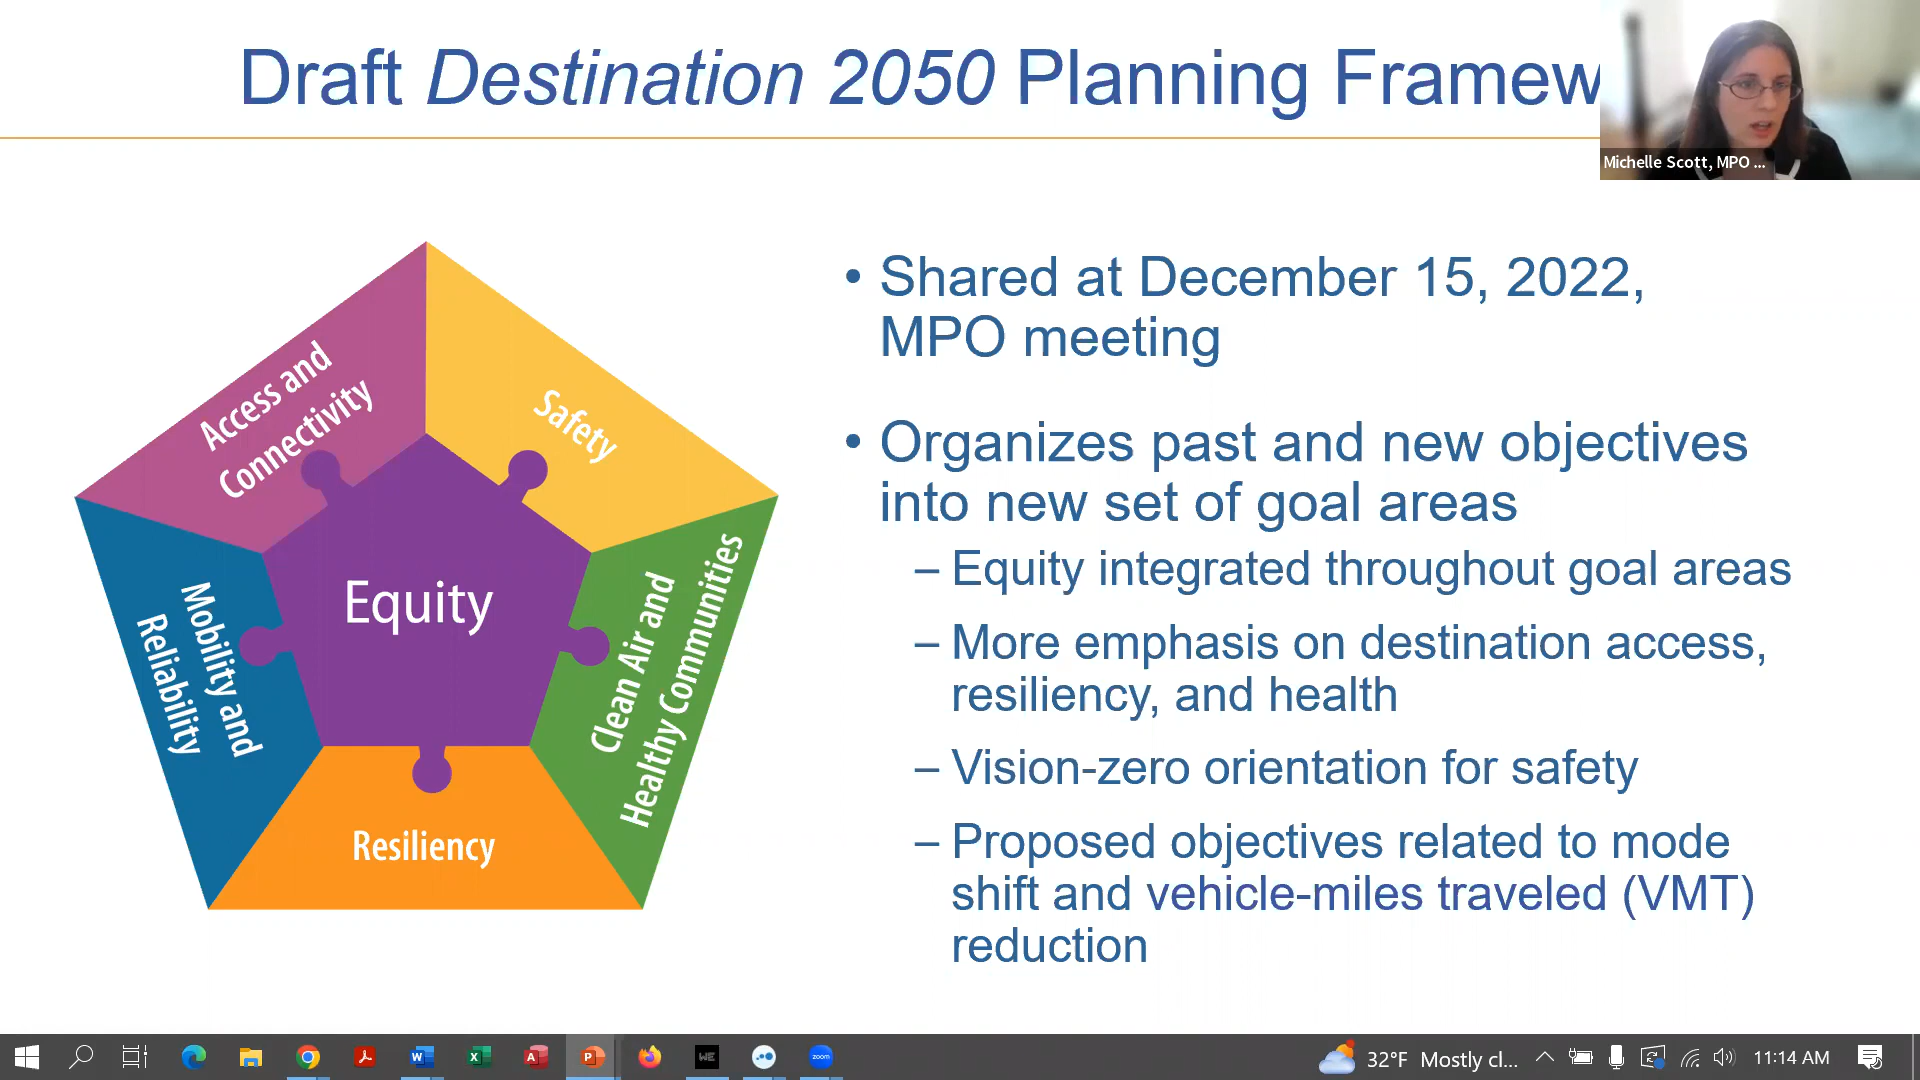 Draft Destination 2050 Planning Framew
Michelle Scott, MPO ...
Access and
Connectivity
Safety
Equity
Mobility and
Reliability
Clean Air and
Healthy Communities
Resiliency
• Shared at December 15, 2022,
MPO meeting
• Organizes past and new objectives
into new set of goal areas
– Equity integrated throughout goal areas
– More emphasis on destination access,
resiliency, and health
– Vision-zero orientation for safety
– Proposed objectives related to mode
shift and vehicle-miles traveled (VMT)
reduction
W
X
A
P
WE
zoom
32°F Mostly cl...
11:14 AM